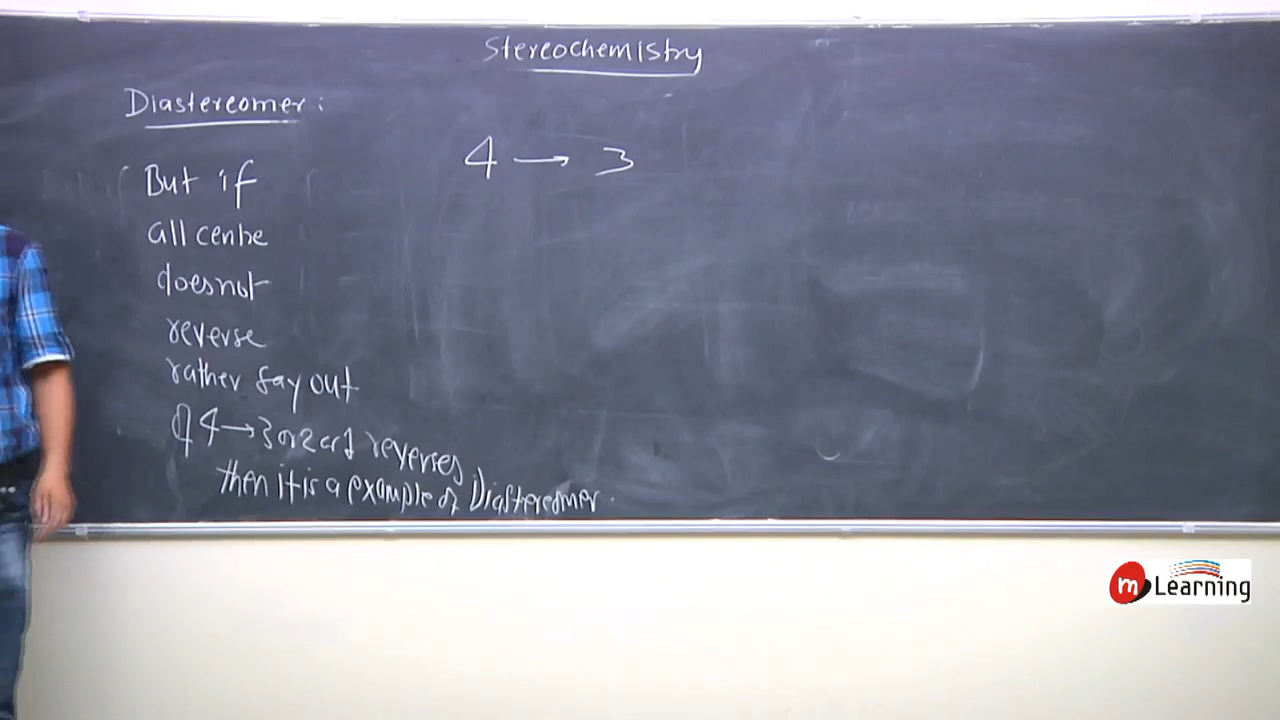 Stereochemistry
Diastereomer:
4 → 3
But if
all centre
doesnot
reverse
rather say out
of 4 → 3 or 2 or 1 reverses
then it is a example of Diastereomer.
m Learning